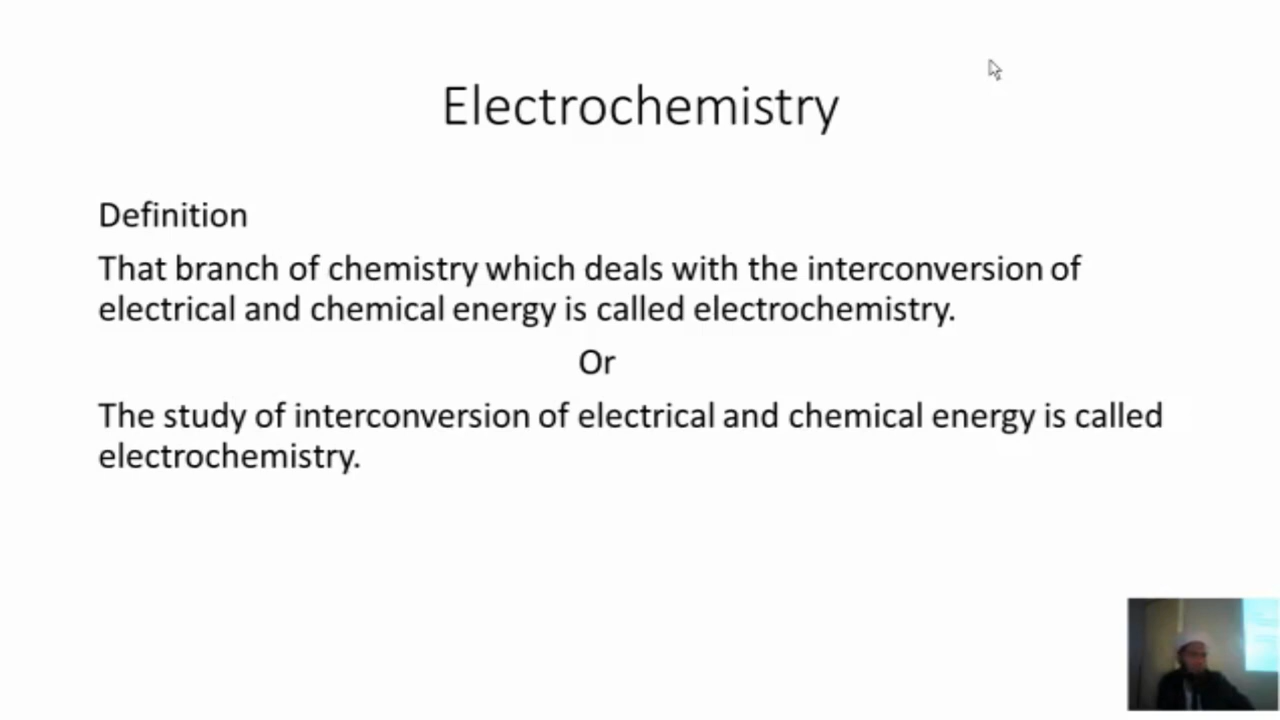 Electrochemistry
Definition
That branch of chemistry which deals with the interconversion of
electrical and chemical energy is called electrochemistry.
Or
The study of interconversion of electrical and chemical energy is called
electrochemistry.